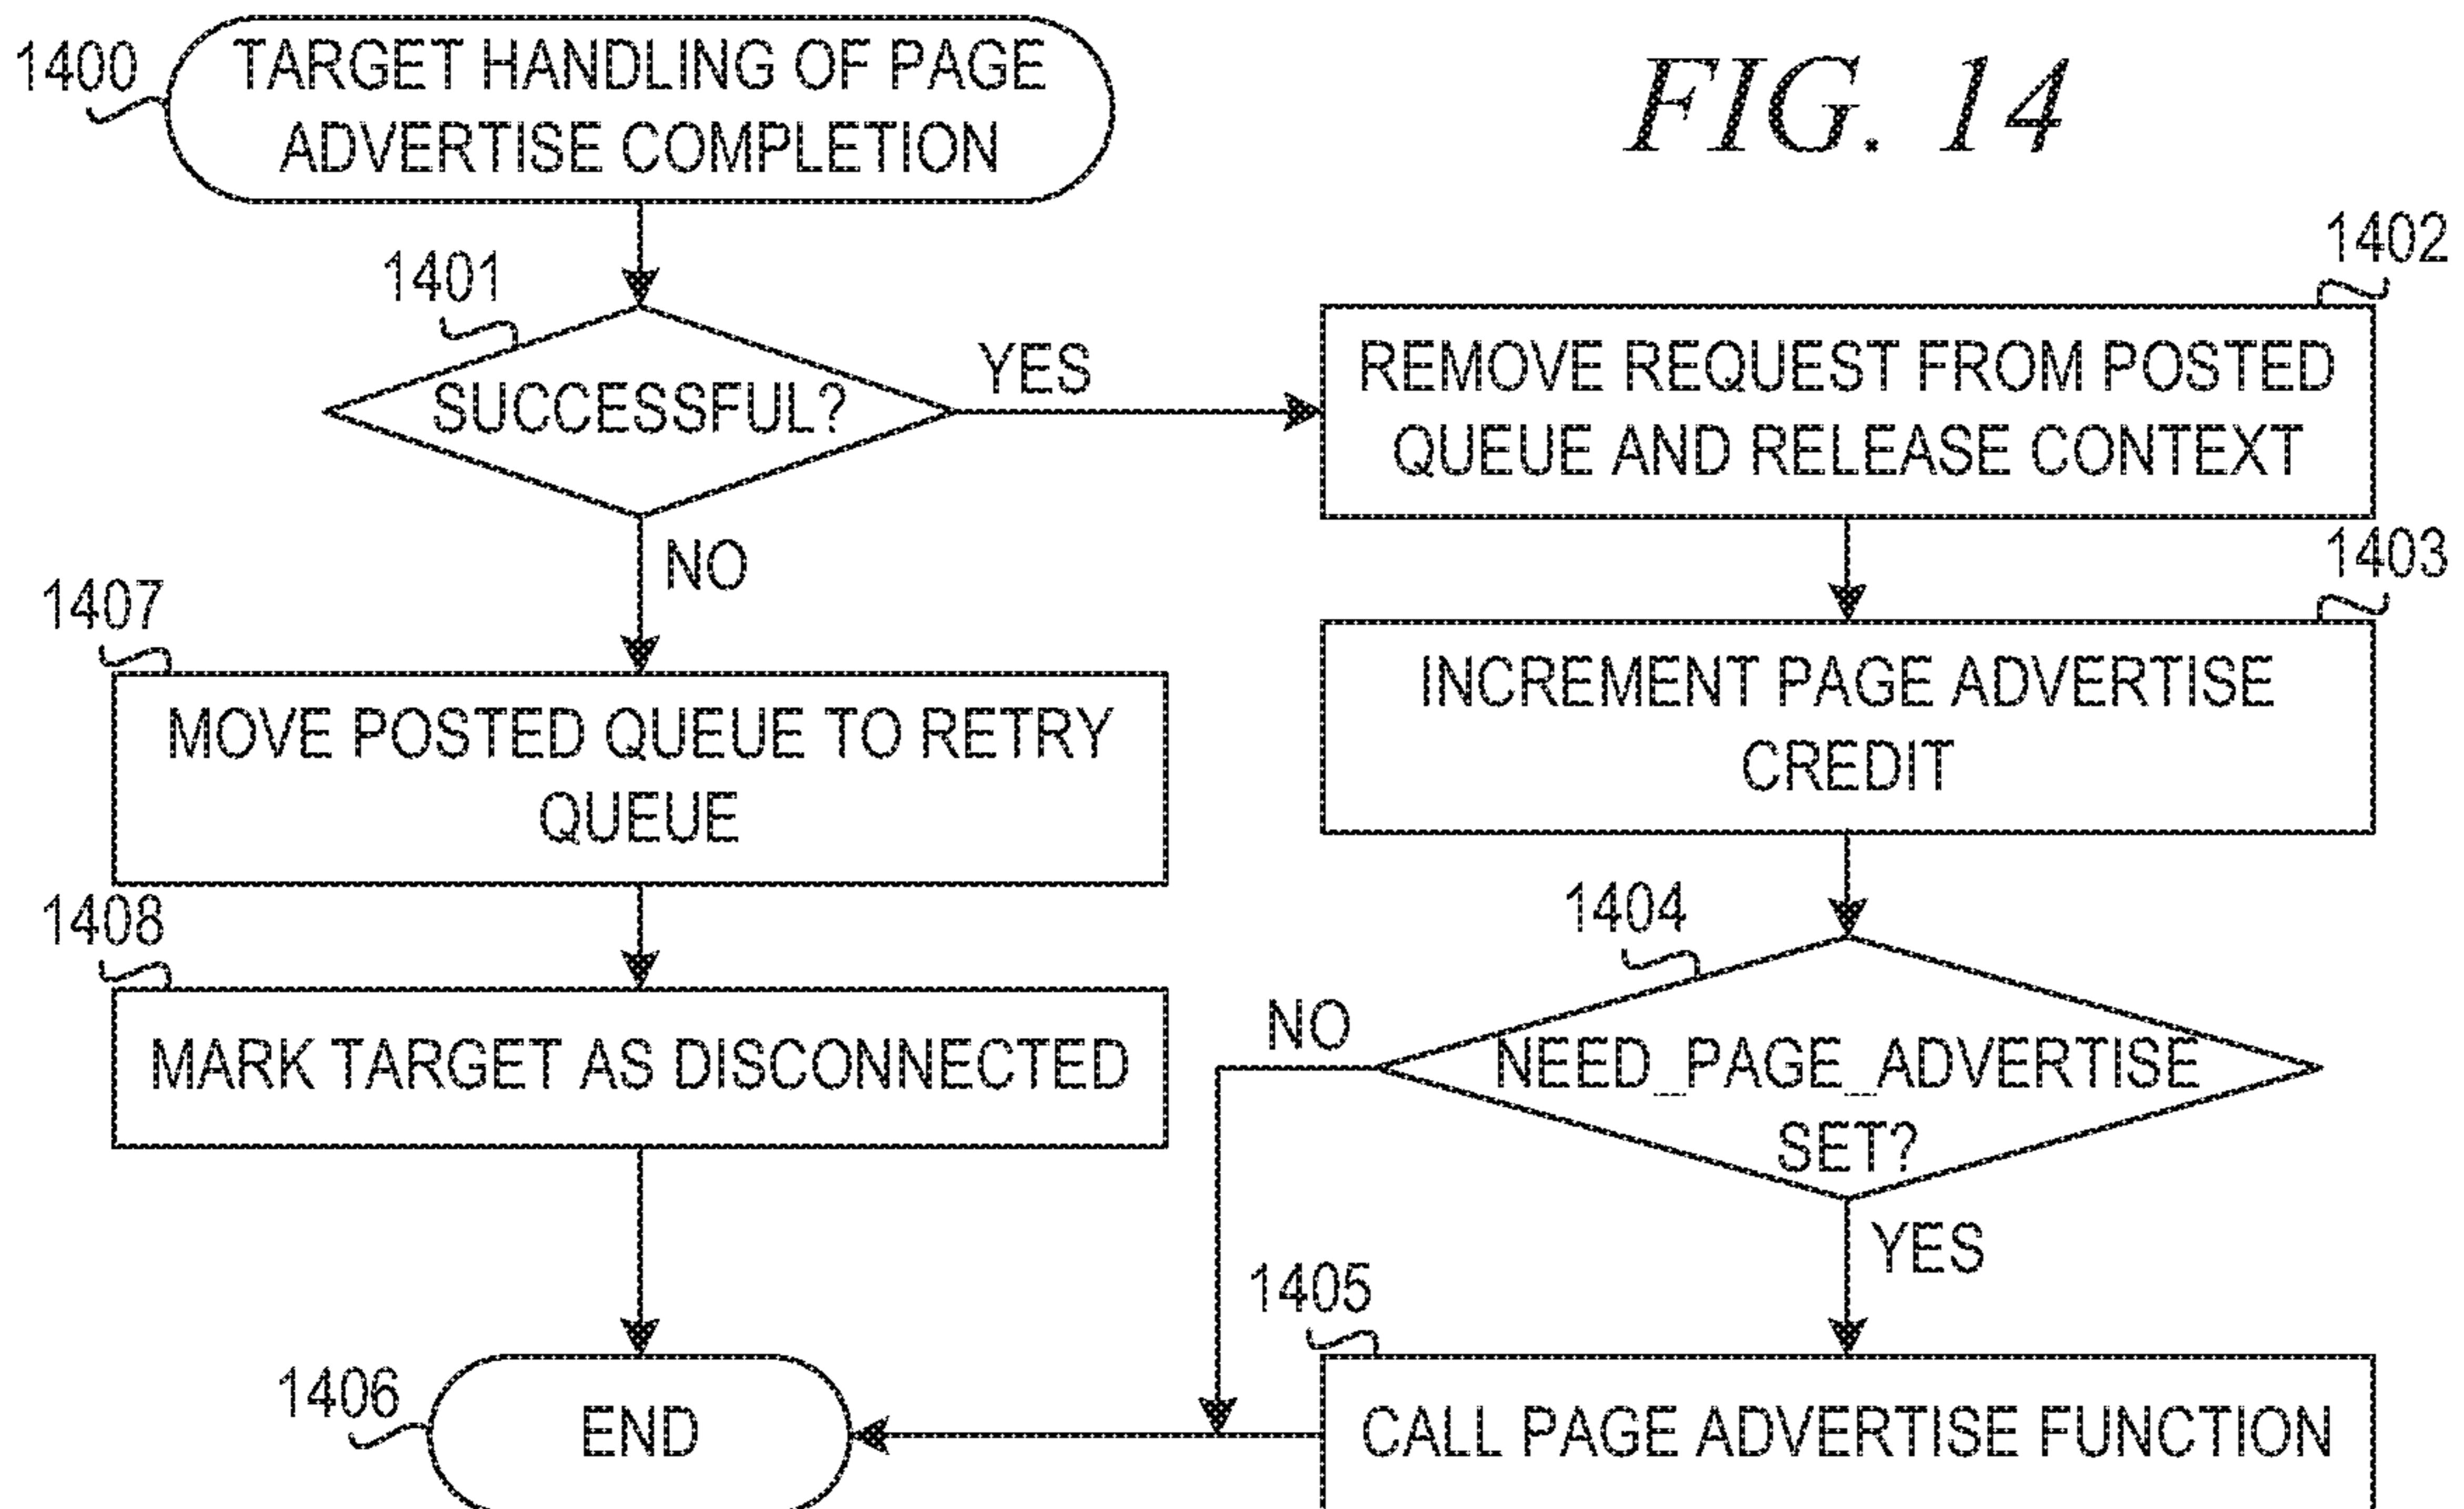 FIG. 14
1400
TARGET HANDLING OF PAGE
ADVERTISE COMPLETION
1401
SUCCESSFUL?
YES
NO
1402
REMOVE REQUEST FROM POSTED
QUEUE AND RELEASE CONTEXT
1403
INCREMENT PAGE ADVERTISE
CREDIT
1404
NEED_PAGE_ADVERTISE
SET?
NO
YES
1405
CALL PAGE ADVERTISE FUNCTION
1407
MOVE POSTED QUEUE TO RETRY
QUEUE
1408
MARK TARGET AS DISCONNECTED
1406
END